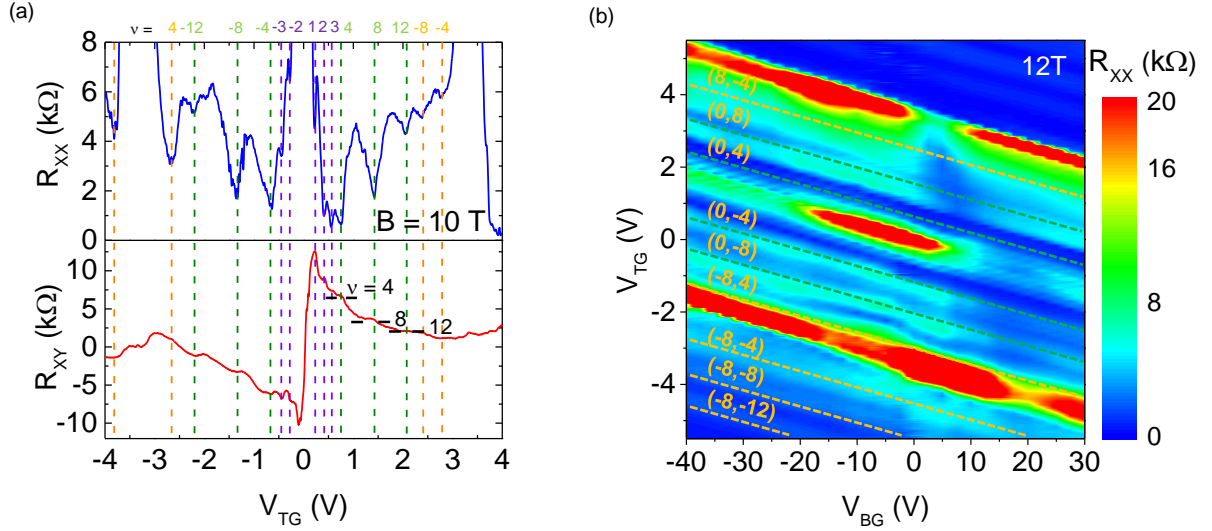 (a)
ν = 4 -12 -8 -4 -3 -2 1 2 3 4 8 12 -8 -4
8
6
4
2
0
R_XX (kΩ)
B = 10 T
10
5
0
-5
-10
R_XY (kΩ)
ν = 4
8
12
-4 -3 -2 -1 0 1 2 3 4
V_TG (V)
(b)
12T
R_XX (kΩ)
20
16
12
8
4
0
4
2
0
-2
-4
V_TG (V)
(8,-4)
(0,8)
(0,4)
(0,-4)
(0,-8)
(-8,4)
(-8,-4)
(-8,-8)
(-8,-12)
-40 -30 -20 -10 0 10 20 30
V_BG (V)